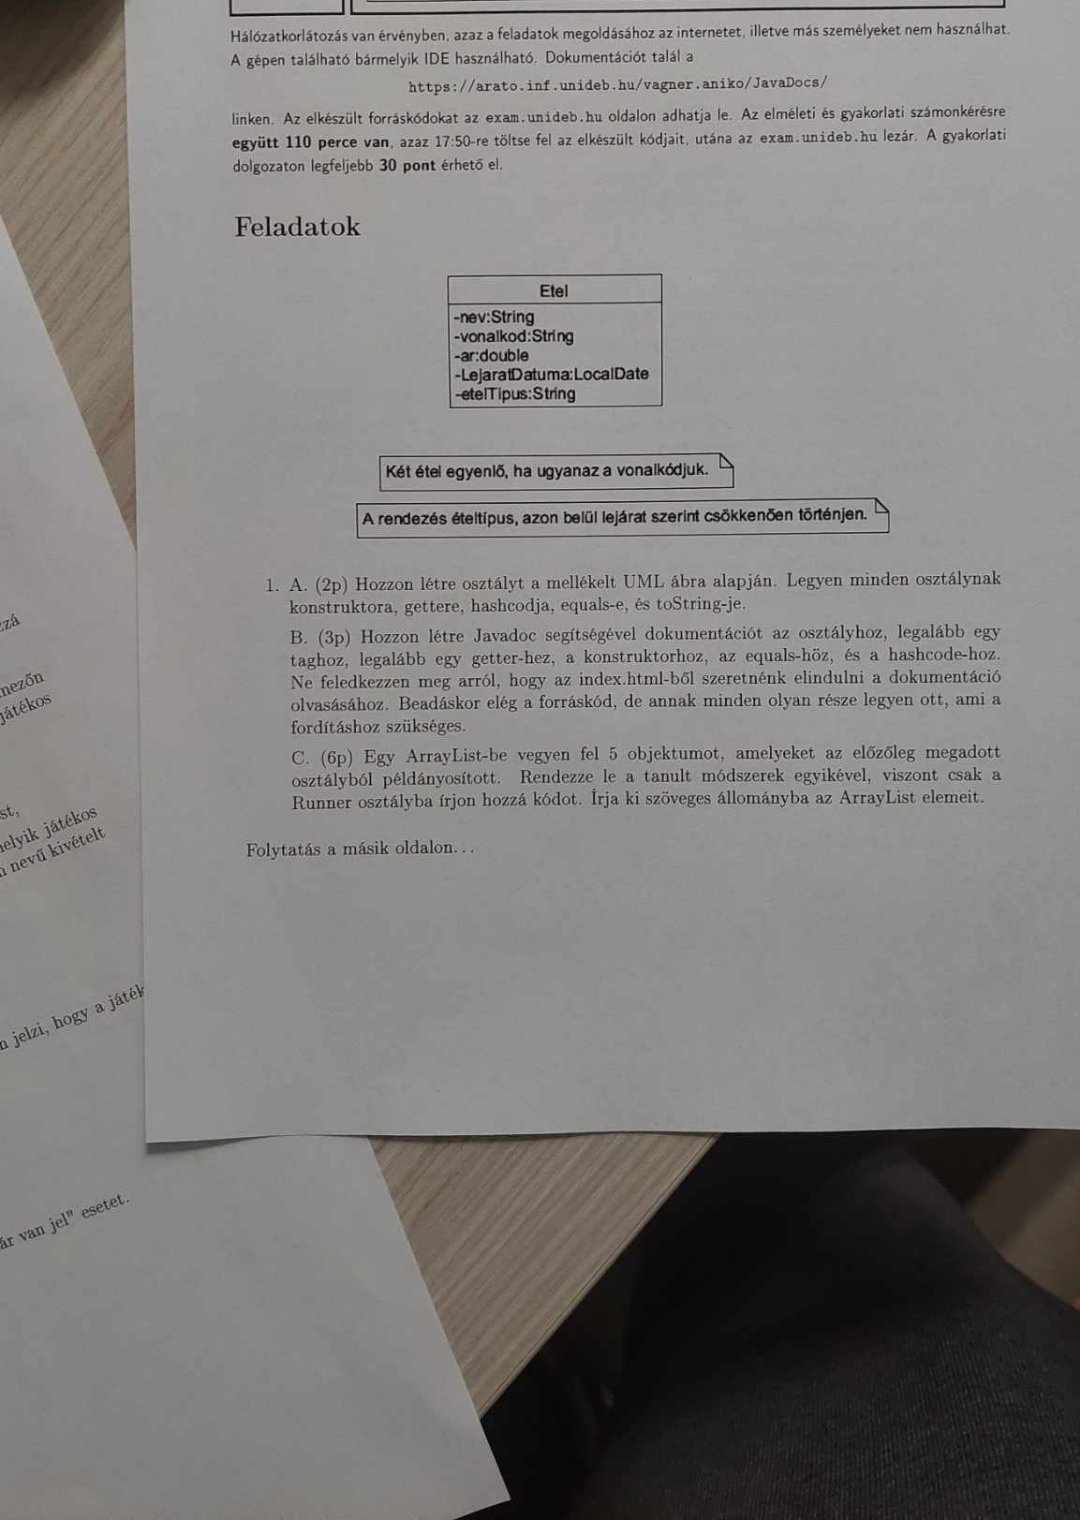 Hálózatkorlátozás van érvényben, azaz a feladatok megoldásához az internetet, illetve más személyeket nem használhat.
A gépen található bármelyik IDE használható. Dokumentációt talál a
https://arato.inf.unideb.hu/vagner.aniko/JavaDocs/
linken. Az elkészült forráskódokat az exam.unideb.hu oldalon adhatja le. Az elméleti és gyakorlati számonkérésre
együtt 110 perce van, azaz 17:50-re töltse fel az elkészült kódjait, utána az exam.unideb.hu lezár. A gyakorlati
dolgozaton legfeljebb 30 pont érhető el.
Feladatok
Etel
-nev:String
-vonalkod:String
-ar:double
-LejaratDatuma:LocalDate
-etelTipus:String
Két étel egyenlő, ha ugyanaz a vonalkódjuk.
A rendezés ételtípus, azon belül lejárat szerint csökkenően történjen.
1. A. (2p) Hozzon létre osztályt a mellékelt UML ábra alapján. Legyen minden osztálynak
konstruktora, gettere, hashcodja, equals-e, és toString-je.
B. (3p) Hozzon létre Javadoc segítségével dokumentációt az osztályhoz, legalább egy
taghoz, legalább egy getter-hez, a konstruktorhoz, az equals-höz, és a hashcode-hoz.
Ne feledkezzen meg arról, hogy az index.html-ből szeretnénk elindulni a dokumentáció
olvasásához. Beadáskor elég a forráskód, de annak minden olyan része legyen ott, ami a
fordításhoz szükséges.
C. (6p) Egy ArrayList-be vegyen fel 5 objektumot, amelyeket az előzőleg megadott
osztályból példányosított. Rendezze le a tanult módszerek egyikével, viszont csak a
Runner osztályba írjon hozzá kódot. Írja ki szöveges állományba az ArrayList elemeit.
Folytatás a másik oldalon...
zzá
mezőn
játékos
st,
melyik játékos
n nevű kivételt
n jelzi, hogy a játék
ár van jel" esetet.